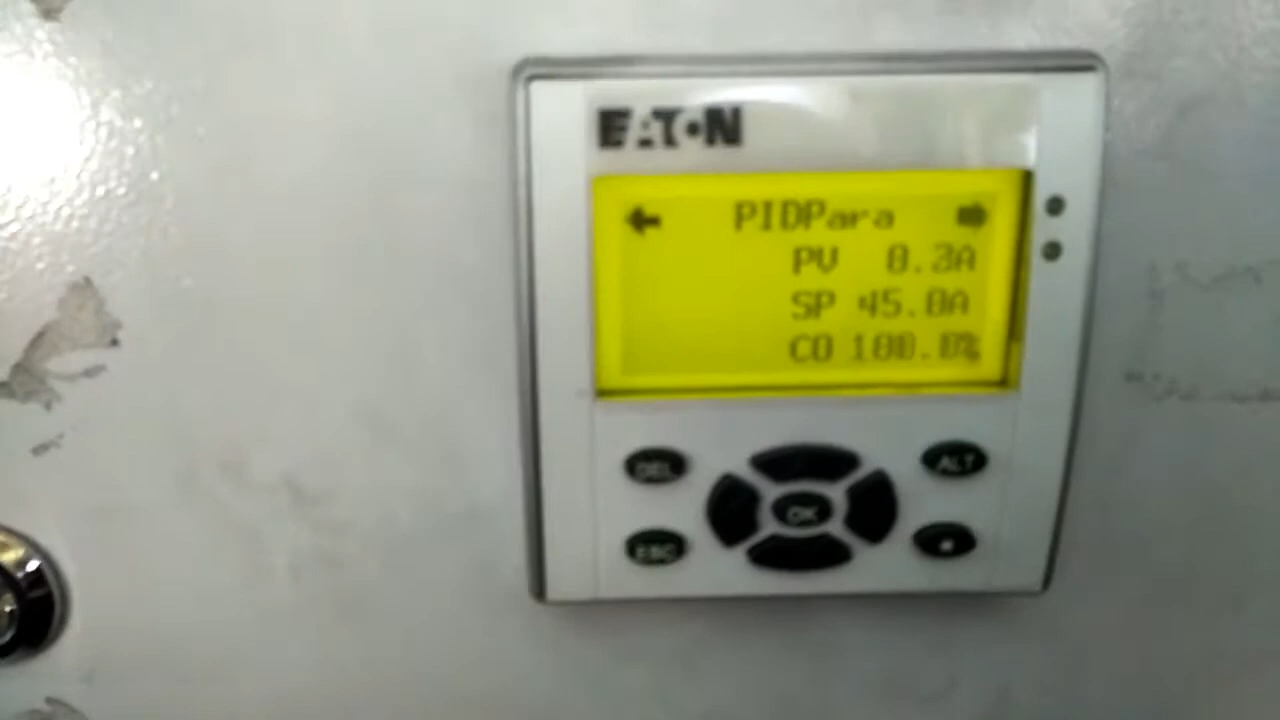 EATON
PIDPara
PV 0.3A
SP 45.0A
CO 100.0%
DEL
ALT
OK
ESC